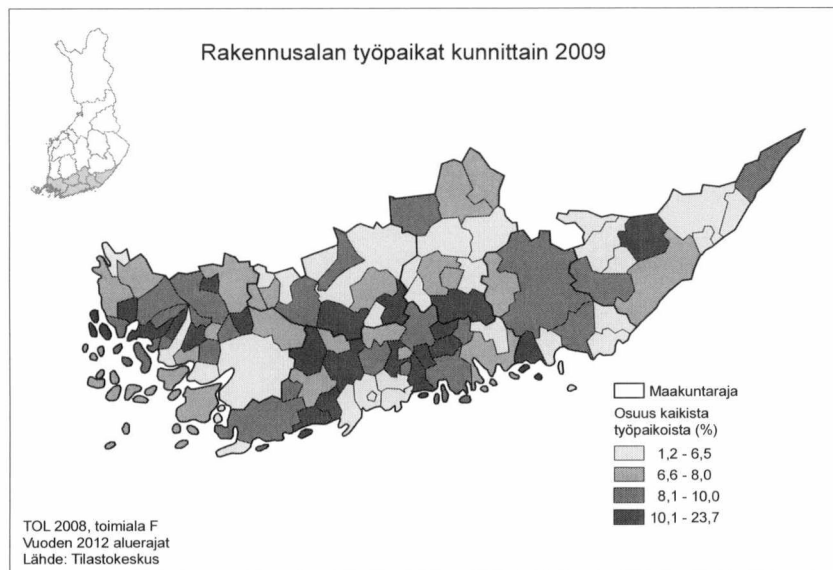 Rakennusalan työpaikat kunnittain 2009
Maakuntaraja
Osuus kaikista
työpaikoista (%)
1,2 - 6,5
6,6 - 8,0
8,1 - 10,0
10,1 - 23,7
TOL 2008, toimiala F
Vuoden 2012 aluerajat
Lähde: Tilastokeskus